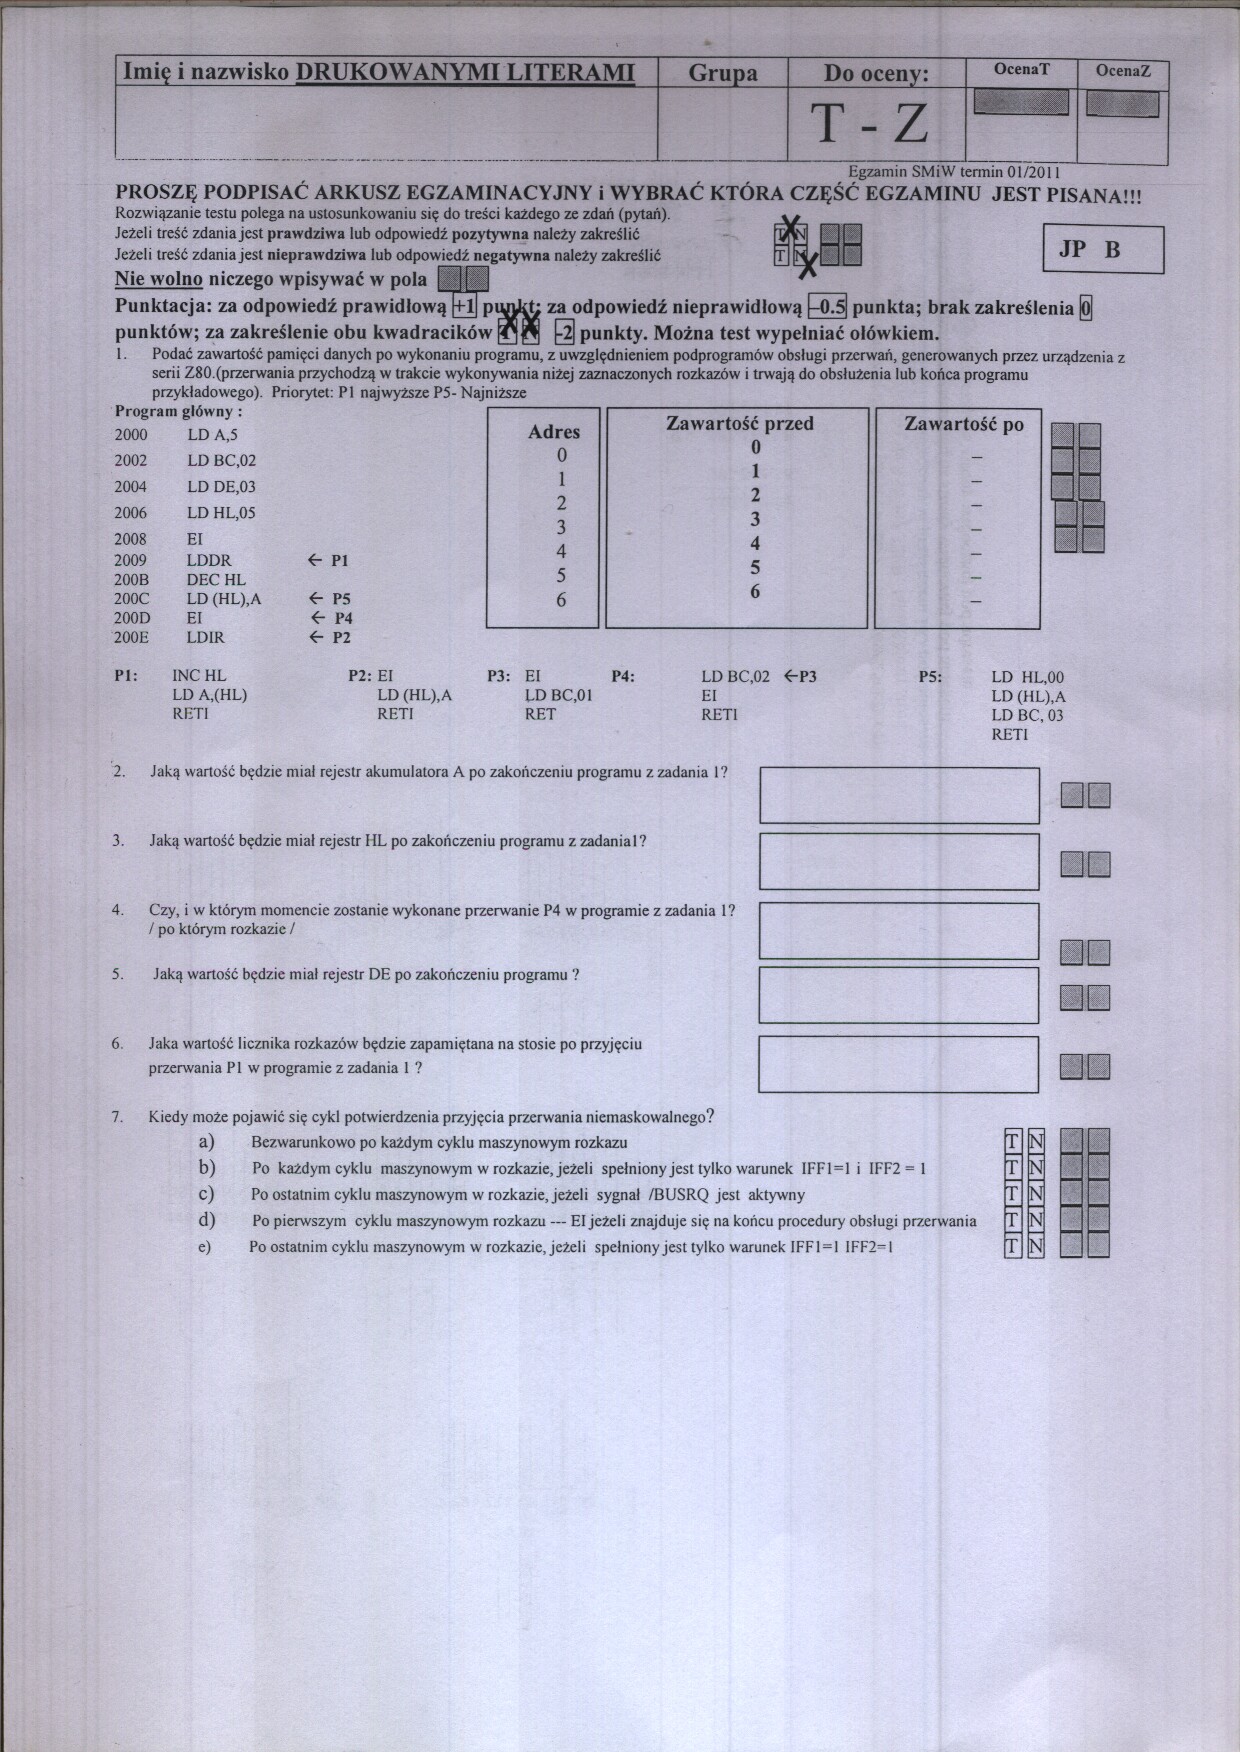 Imię i nazwisko DRUKOWANYMI LITERAMI Grupa Do oceny: OcenaT OcenaZ
T - Z
Egzamin SMiW termin 01/2011
PROSZĘ PODPISAĆ ARKUSZ EGZAMINACYJNY i WYBRAĆ KTÓRA CZĘŚĆ EGZAMINU JEST PISANA!!!
Rozwiązanie testu polega na ustosunkowaniu się do treści każdego ze zdań (pytań).
Jeżeli treść zdania jest prawdziwa lub odpowiedź pozytywna należy zakreślić T N
Jeżeli treść zdania jest nieprawdziwa lub odpowiedź negatywna należy zakreślić T N
JP B
Nie wolno niczego wpisywać w pola
Punktacja: za odpowiedź prawidłową +1 punkt; za odpowiedź nieprawidłową –0.5 punkta; brak zakreślenia 0
punktów; za zakreślenie obu kwadracików T N -2 punkty. Można test wypełniać ołówkiem.
1. Podać zawartość pamięci danych po wykonaniu programu, z uwzględnieniem podprogramów obsługi przerwań, generowanych przez urządzenia z
serii Z80.(przerwania przychodzą w trakcie wykonywania niżej zaznaczonych rozkazów i trwają do obsłużenia lub końca programu
przykładowego). Priorytet: P1 najwyższe P5- Najniższe
Program główny :
2000 LD A,5
2002 LD BC,02
2004 LD DE,03
2006 LD HL,05
2008 EI
2009 LDDR ← P1
200B DEC HL
200C LD (HL),A ← P5
200D EI ← P4
200E LDIR ← P2
Adres Zawartość przed Zawartość po
0 0 –
1 1 –
2 2 –
3 3 –
4 4 –
5 5 –
6 6 –
P1: INC HL P2: EI P3: EI P4: LD BC,02 ←P3 P5: LD HL,00
LD A,(HL) LD (HL),A LD BC,01 EI LD (HL),A
RETI RETI RET RETI LD BC, 03
RETI
2. Jaką wartość będzie miał rejestr akumulatora A po zakończeniu programu z zadania 1?
3. Jaką wartość będzie miał rejestr HL po zakończeniu programu z zadania1?
4. Czy, i w którym momencie zostanie wykonane przerwanie P4 w programie z zadania 1?
/ po którym rozkazie /
5. Jaką wartość będzie miał rejestr DE po zakończeniu programu ?
6. Jaka wartość licznika rozkazów będzie zapamiętana na stosie po przyjęciu
przerwania P1 w programie z zadania 1 ?
7. Kiedy może pojawić się cykl potwierdzenia przyjęcia przerwania niemaskowalnego?
a) Bezwarunkowo po każdym cyklu maszynowym rozkazu T N
b) Po każdym cyklu maszynowym w rozkazie, jeżeli spełniony jest tylko warunek IFF1=1 i IFF2 = 1 T N
c) Po ostatnim cyklu maszynowym w rozkazie, jeżeli sygnał /BUSRQ jest aktywny T N
d) Po pierwszym cyklu maszynowym rozkazu --- EI jeżeli znajduje się na końcu procedury obsługi przerwania T N
e) Po ostatnim cyklu maszynowym w rozkazie, jeżeli spełniony jest tylko warunek IFF1=1 IFF2=1 T N